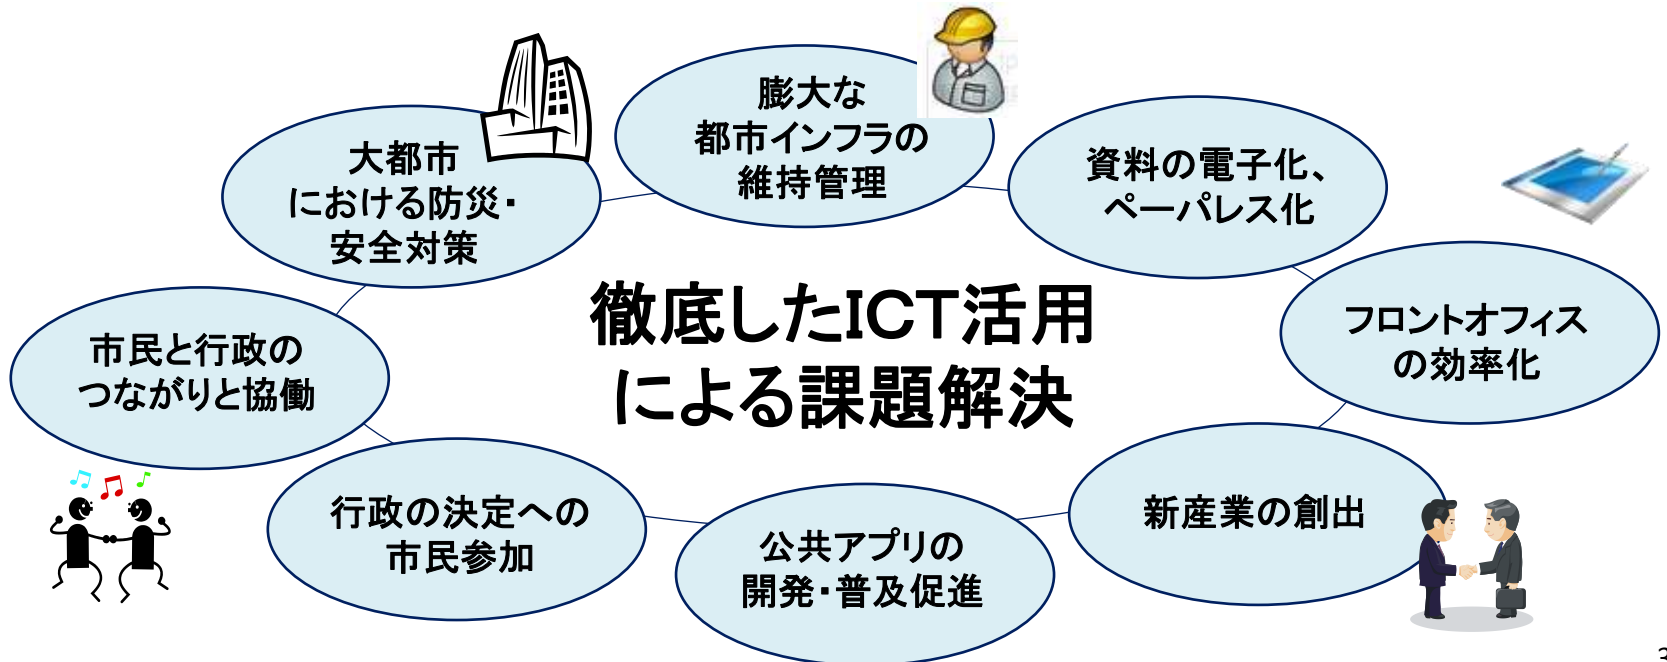 膨大な
都市インフラの
維持管理
大都市
における防災・
安全対策
資料の電子化、
ペーパレス化
徹底したICT活用
による課題解決
フロントオフィス
の効率化
市民と行政の
つながりと協働
行政の決定への
市民参加
公共アプリの
開発・普及促進
新産業の創出
3